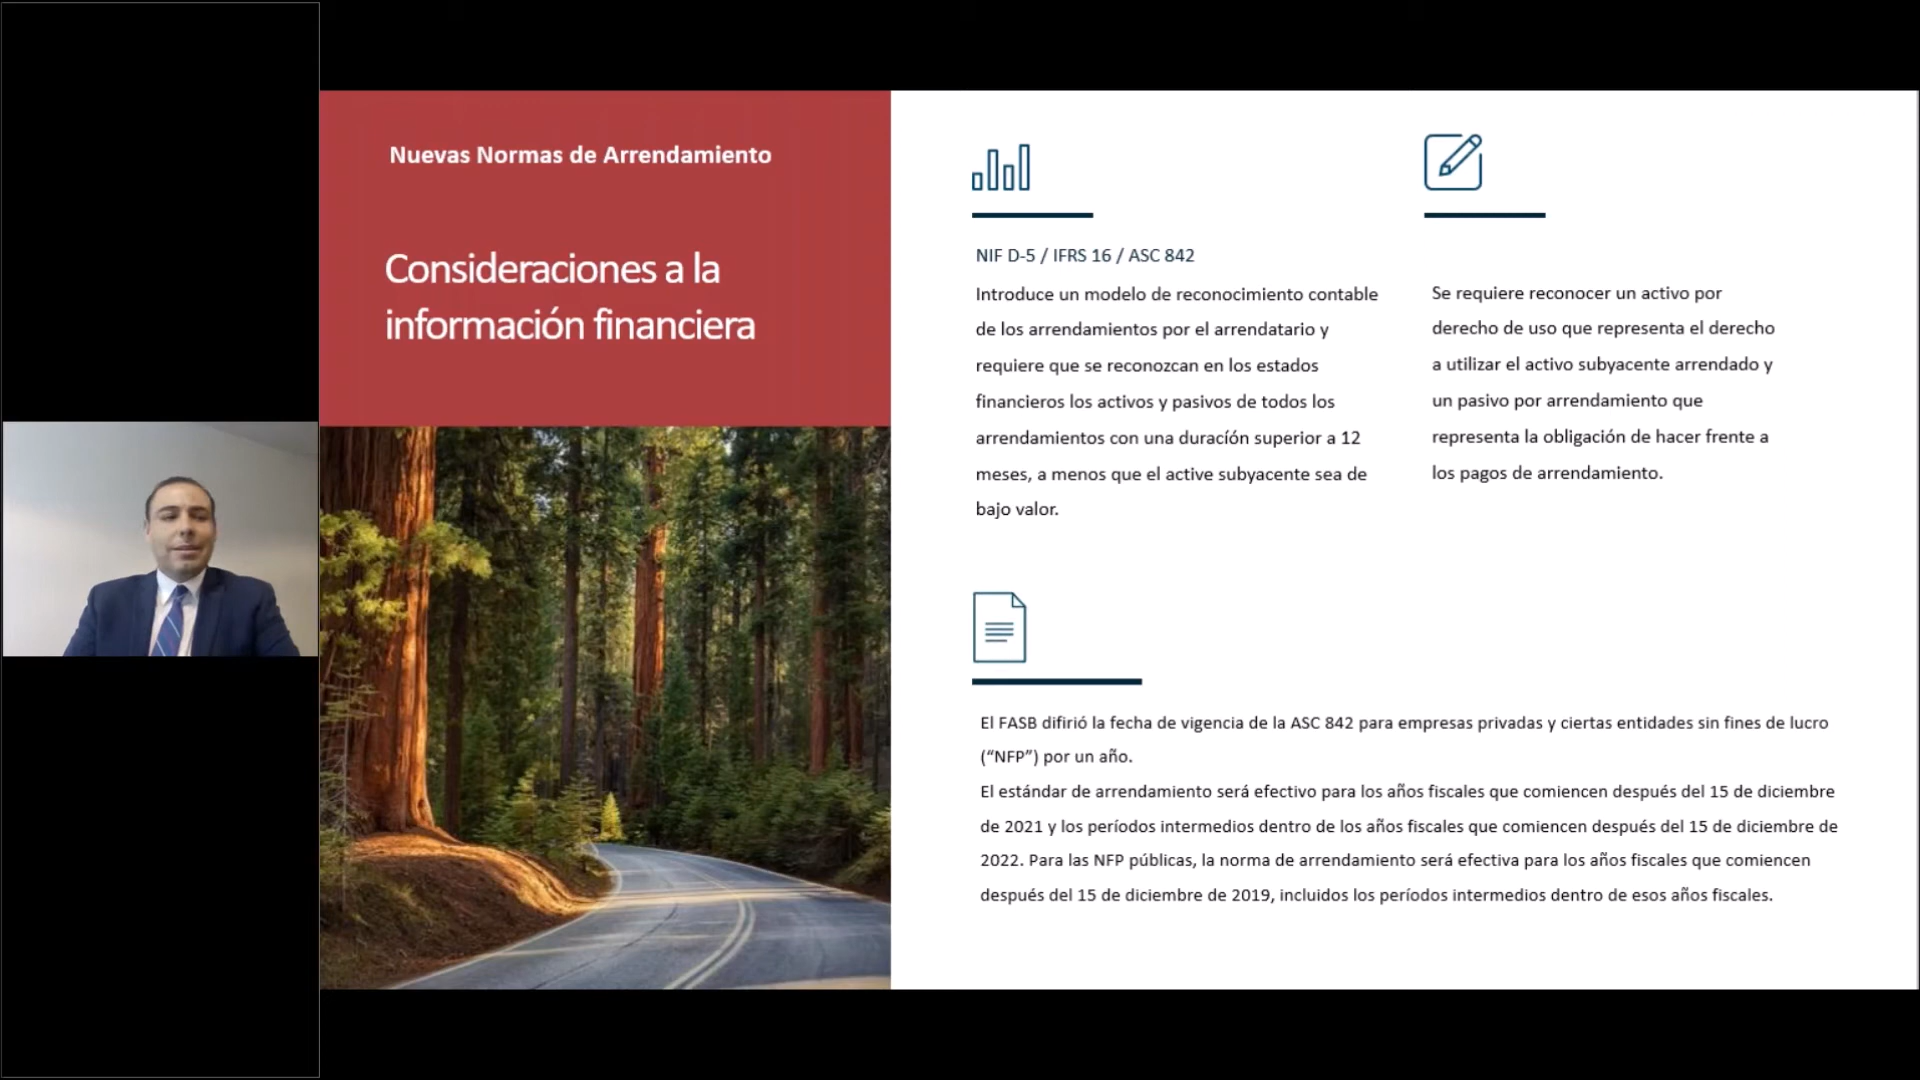 Nuevas Normas de Arrendamiento
Consideraciones a la
información financiera
NIF D-5 / IFRS 16 / ASC 842
Introduce un modelo de reconocimiento contable
de los arrendamientos por el arrendatario y
requiere que se reconozcan en los estados
financieros los activos y pasivos de todos los
arrendamientos con una duracíón superior a 12
meses, a menos que el active subyacente sea de
bajo valor.
Se requiere reconocer un activo por
derecho de uso que representa el derecho
a utilizar el activo subyacente arrendado y
un pasivo por arrendamiento que
representa la obligación de hacer frente a
los pagos de arrendamiento.
El FASB difirió la fecha de vigencia de la ASC 842 para empresas privadas y ciertas entidades sin fines de lucro
(“NFP”) por un año.
El estándar de arrendamiento será efectivo para los años fiscales que comiencen después del 15 de diciembre
de 2021 y los períodos intermedios dentro de los años fiscales que comiencen después del 15 de diciembre de
2022. Para las NFP públicas, la norma de arrendamiento será efectiva para los años fiscales que comiencen
después del 15 de diciembre de 2019, incluidos los períodos intermedios dentro de esos años fiscales.